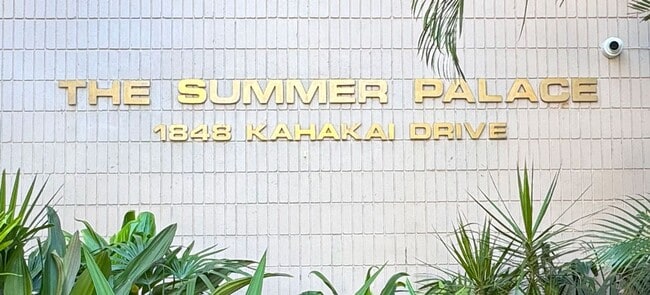 THE SUMMER PALACE
1848 KAHAKAI DRIVE